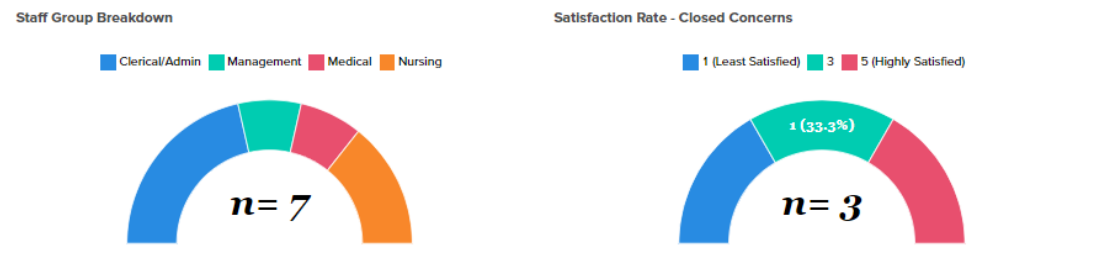 Staff Group Breakdown
Clerical/Admin Management Medical Nursing
n= 7
Satisfaction Rate - Closed Concerns
1 (Least Satisfied) 3 5 (Highly Satisfied)
1 (33.3%)
n= 3